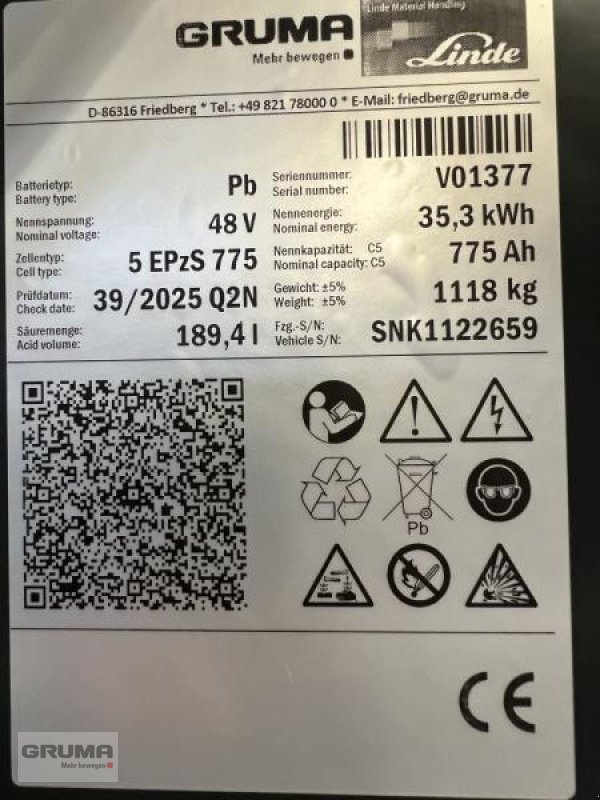 GRUMA
Mehr bewegen
Linde Material Handling
Linde
D-86316 Friedberg * Tel.: +49 821 78000 0 * E-Mail: friedberg@gruma.de
Batterietyp: Pb
Battery type:
Seriennummer: V01377
Serial number:
Nennspannung: 48 V
Nominal voltage:
Nennenergie: 35,3 kWh
Nominal energy:
Zellentyp: 5 EPzS 775
Cell type:
Nennkapazität: C5 775 Ah
Nominal capacity: C5
Prüfdatum: 39/2025 Q2N
Check date:
Gewicht: ±5% 1118 kg
Weight: ±5%
Säuremenge: 189,4 l
Acid volume:
Fzg.-S/N: SNK1122659
Vehicle S/N:
Pb
CE
GRUMA
Mehr bewegen